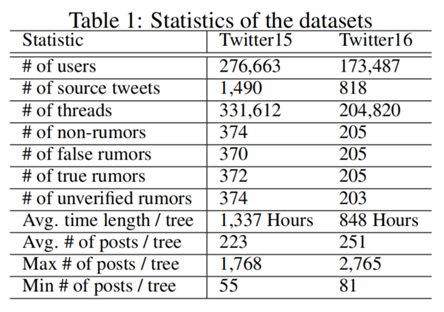 Table 1: Statistics of the datasets
Statistic Twitter15 Twitter16
# of users 276,663 173,487
# of source tweets 1,490 818
# of threads 331,612 204,820
# of non-rumors 374 205
# of false rumors 370 205
# of true rumors 372 205
# of unverified rumors 374 203
Avg. time length / tree 1,337 Hours 848 Hours
Avg. # of posts / tree 223 251
Max # of posts / tree 1,768 2,765
Min # of posts / tree 55 81